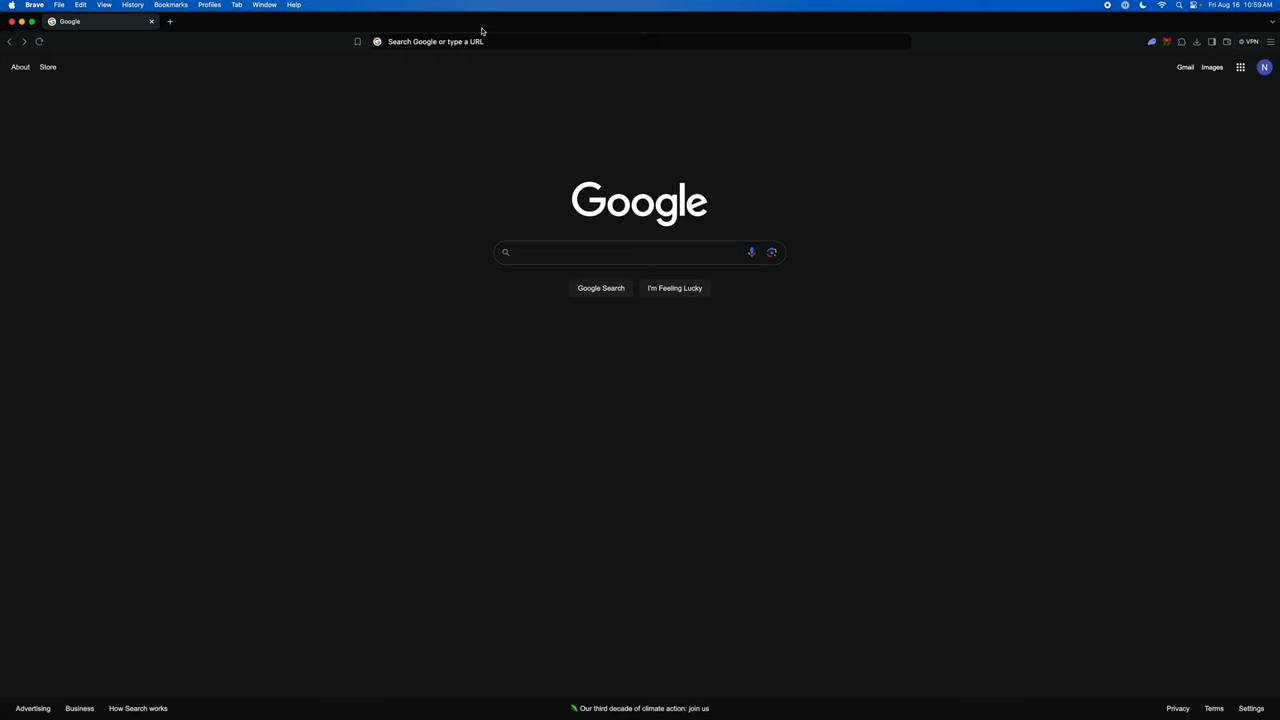 Brave File Edit View History Bookmarks Profiles Tab Window Help Fri Aug 16 10:59 AM
Google
Search Google or type a URL VPN
About Store Gmail Images N
Google
Google Search I'm Feeling Lucky
Advertising Business How Search works Our third decade of climate action: join us Privacy Terms Settings